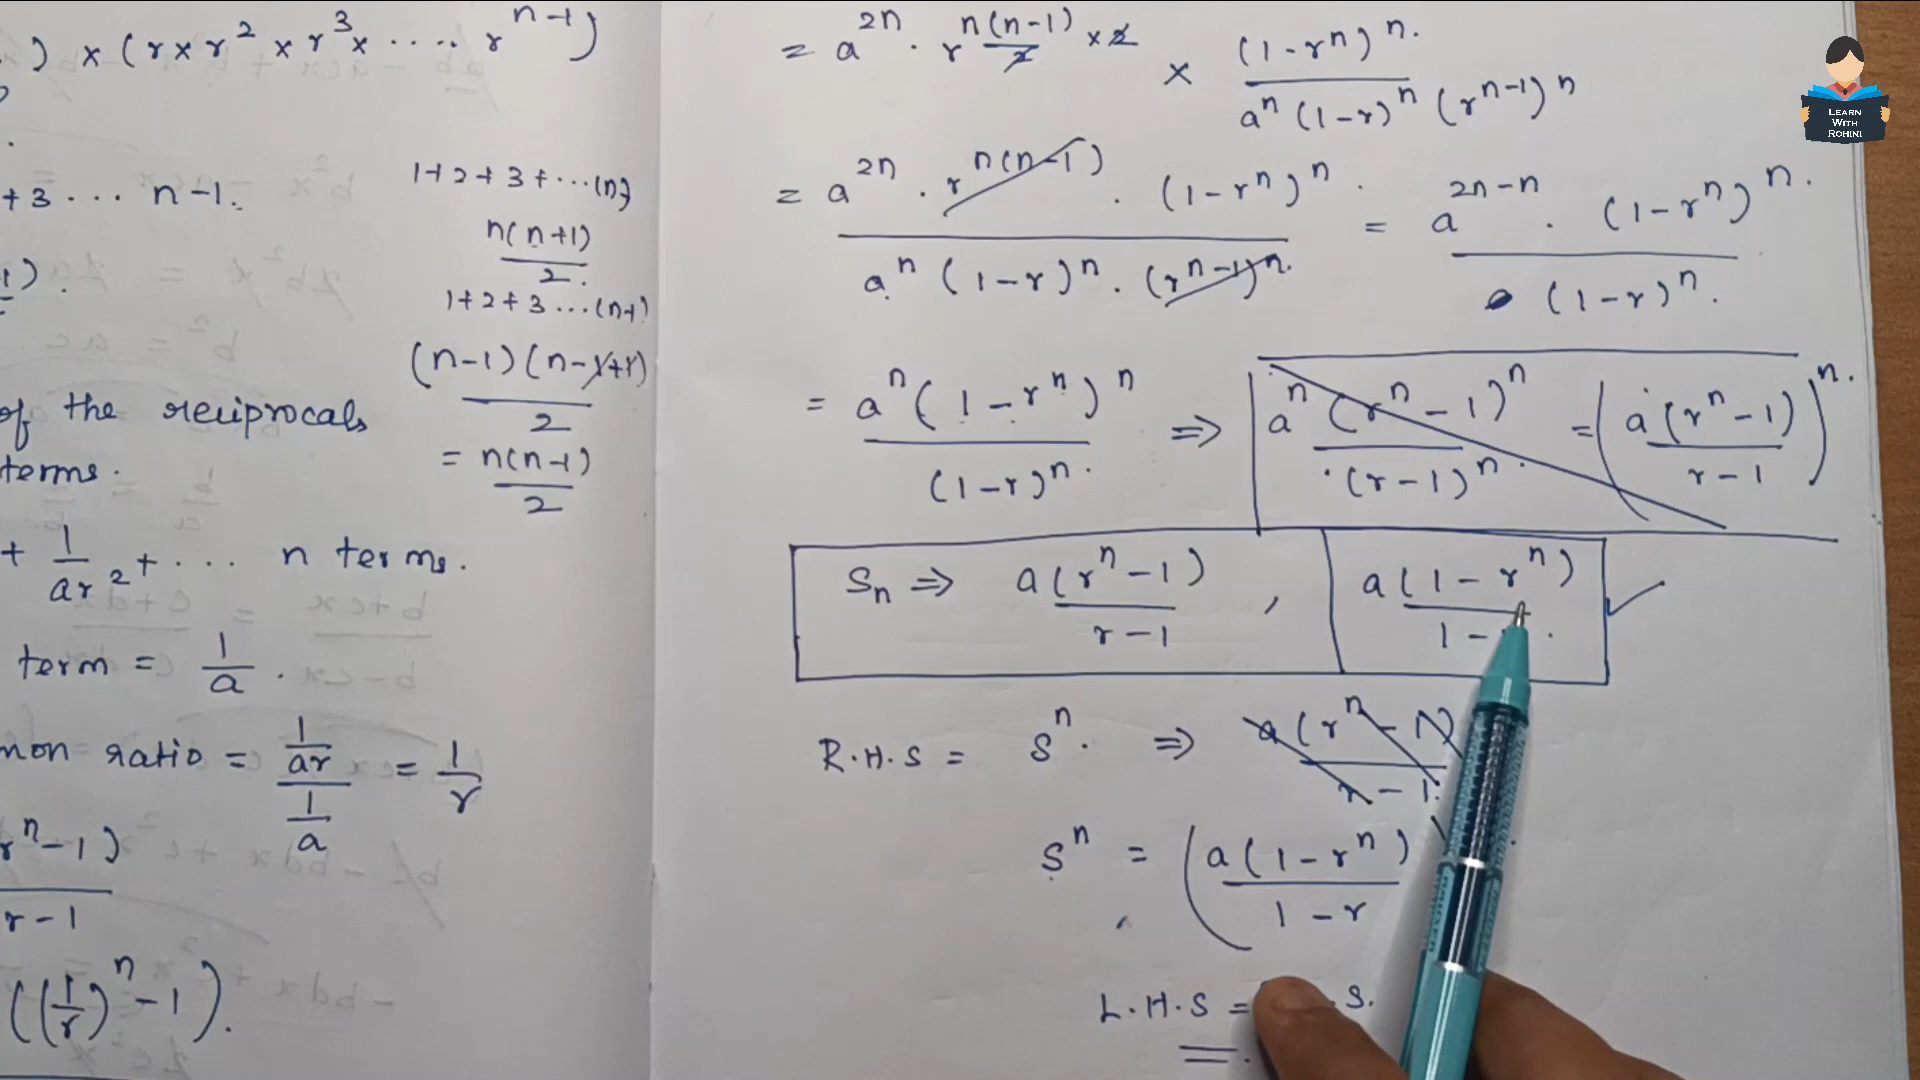 ) × (r×r²×r³×....r^(n-1))
+3... n-1.
1+2+3+...(n)
n(n+1)/2.
1+2+3...(n-1)
(n-1)(n-1+1)/2
= n(n-1)/2
of the reciprocals
terms.
+ 1/ar² + ... n terms.
term = 1/a.
mon ratio = (1/ar)/(1/a) = 1/r
r^n-1)
r-1
((1/r)^n-1).
= a^(2n) . r^(n(n-1)/2 ×2) × (1-r^n)^n. / a^n (1-r)^n (r^(n-1))^n
= a^(2n) . r^(n(n-1)) . (1-r^n)^n . / a^n (1-r)^n . (r^(n-1))^n. = a^(2n-n) . (1-r^n)^n. / (1-r)^n.
= a^n (1-r^n)^n / (1-r)^n. ⇒ a^n (r^n-1)^n / (r-1)^n. = (a(r^n-1) / r-1)^n.
Sₙ ⇒ a(r^n-1) / r-1 , a(1-r^n) / 1-
R.H.S = S^n. ⇒ a(r^n-1) / r-1.
S^n = (a(1-r^n) / 1-r
L.H.S = S.
LEARN
WITH
ROHINI